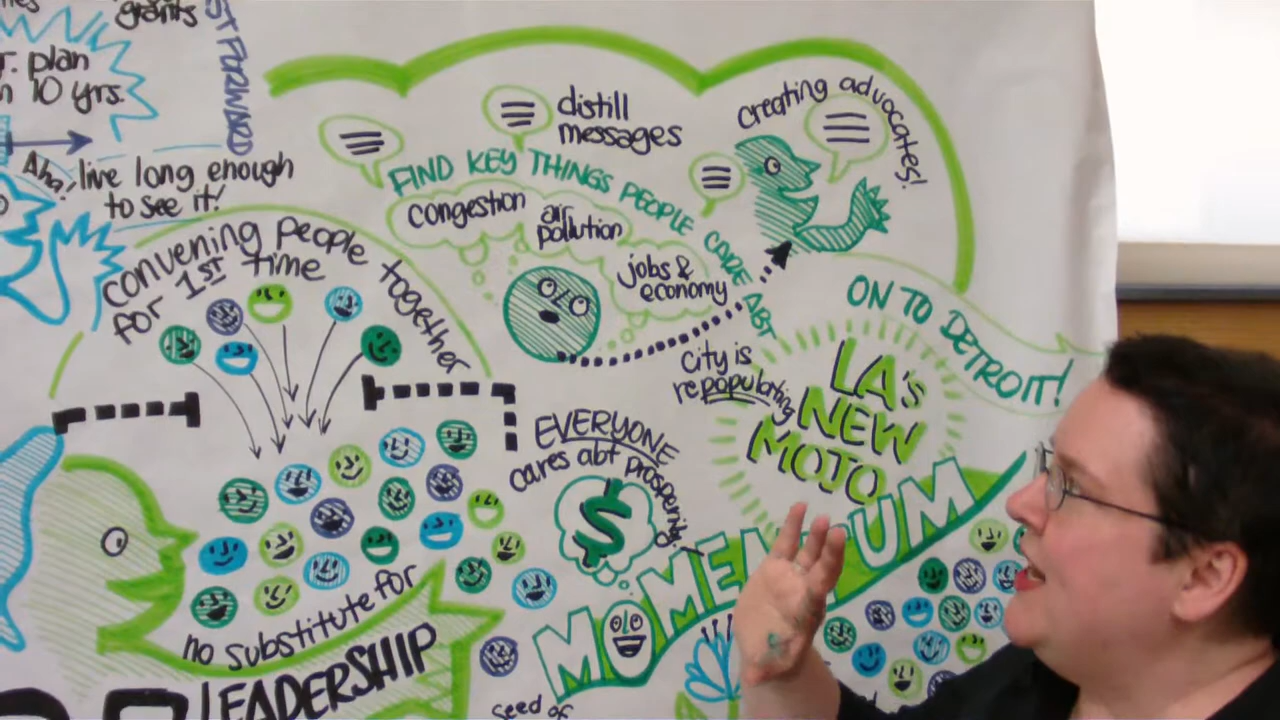 grants
plan
10 yrs.
Aha, live long enough
to see it!
convening people together
for 1ST time
distill
messages
creating advocates!
FIND KEY THINGS PEOPLE CARE ABT
congestion
air
pollution
jobs &
economy
ON TO DETROIT!
city is
repopulating
LA's
NEW
MOJO
EVERYONE
cares abt prosperity!
$
MOMENTUM
no substitute for
LEADERSHIP
seed of